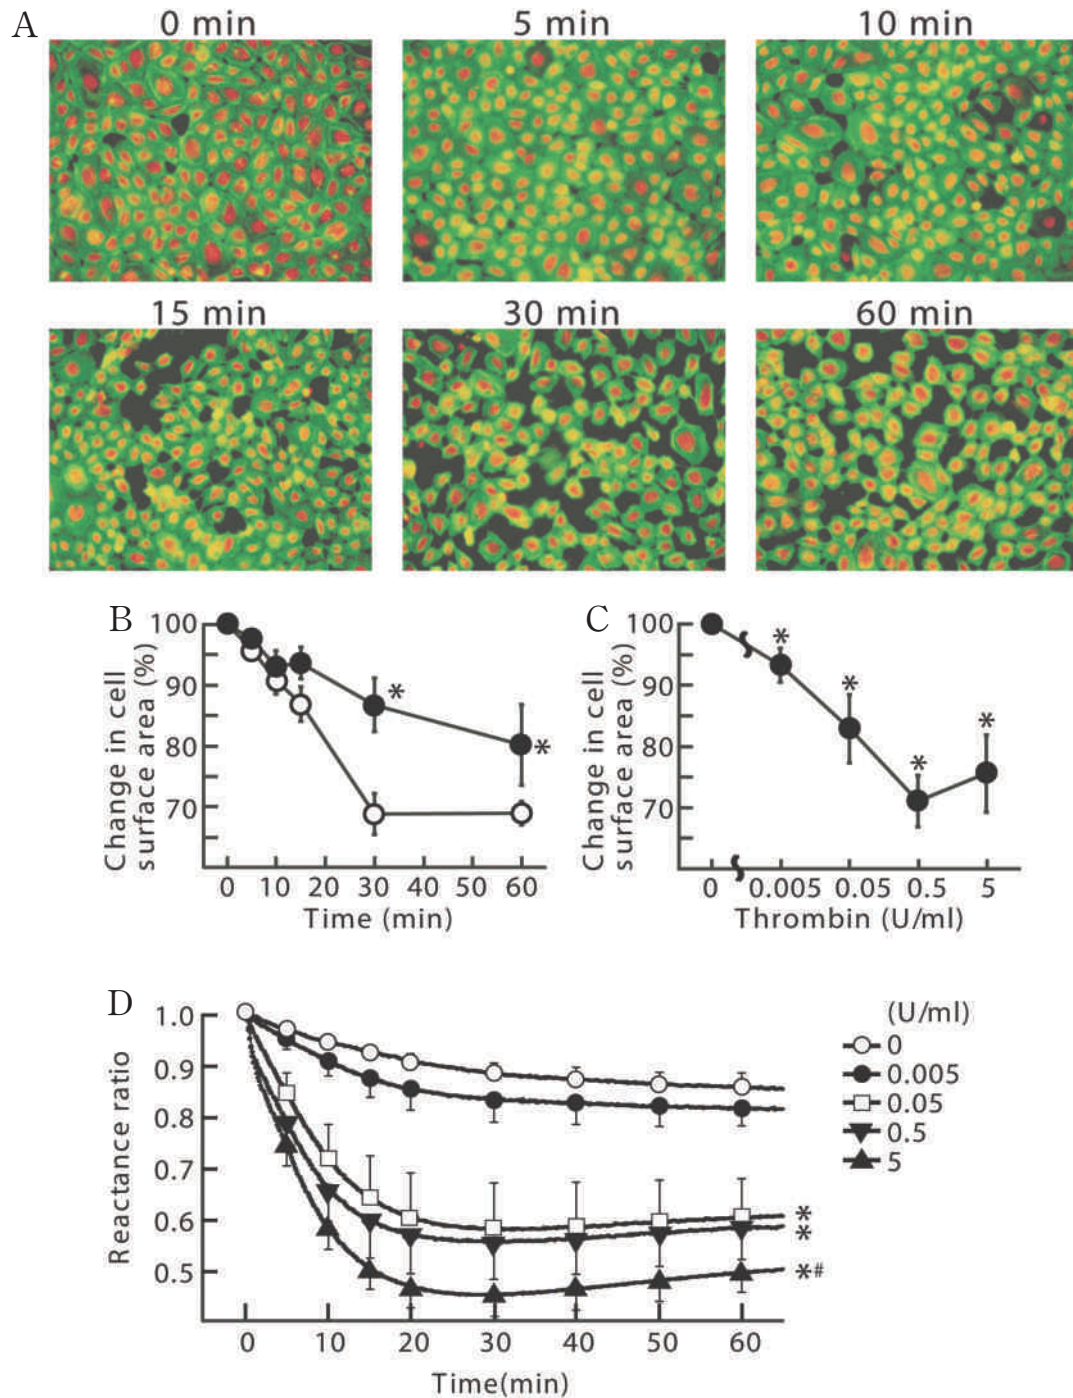 A
0 min 5 min 10 min
15 min 30 min 60 min
B
Change in cell
surface area (%)
100
90
80
70
*
*
0 10 20 30 40 50 60
Time (min)
C
Change in cell
surface area (%)
100
90
80
70
*
*
*
*
0 0.005 0.05 0.5 5
Thrombin (U/ml)
D
Reactance ratio
1.0
0.9
0.8
0.7
0.6
0.5
*
*
*#
0 10 20 30 40 50 60
Time(min)
(U/ml)
0
0.005
0.05
0.5
5